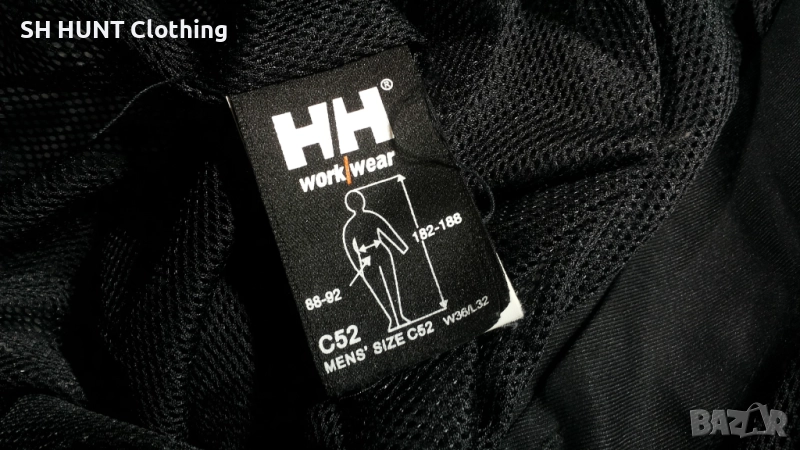 SH HUNT Clothing
HH®
work|wear
182-188
88-92
C52
MENS' SIZE C52 W36/L32
BAZAR